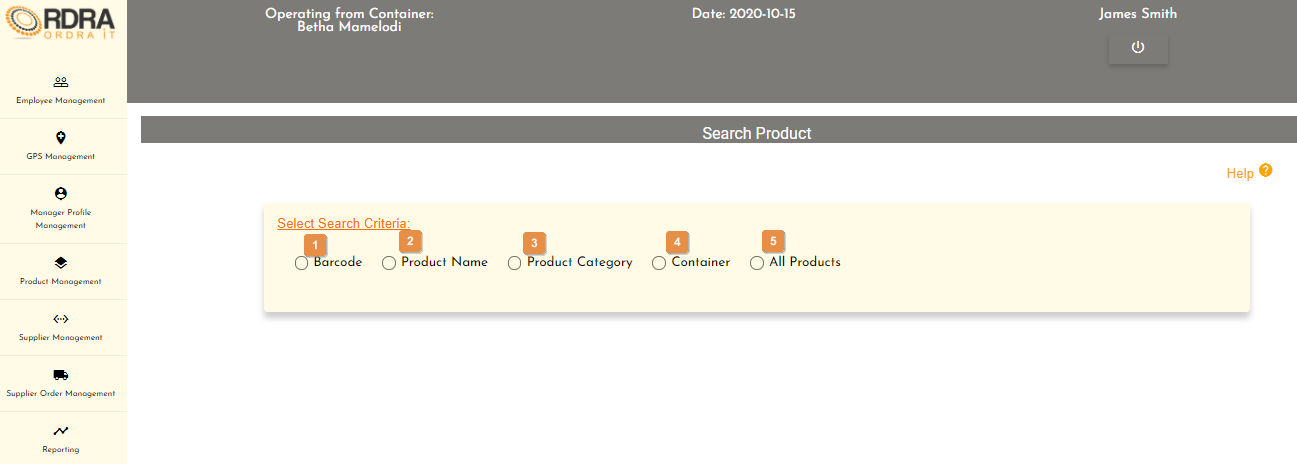 RDRA
ORDRA IT
Operating from Container:
Betha Mamelodi
Date: 2020-10-15
James Smith
Employee Management
GPS Management
Manager Profile
Management
Product Management
Supplier Management
Supplier Order Management
Reporting
Search Product
Help ?
Select Search Criteria:
1 2 3 4 5
Barcode Product Name Product Category Container All Products